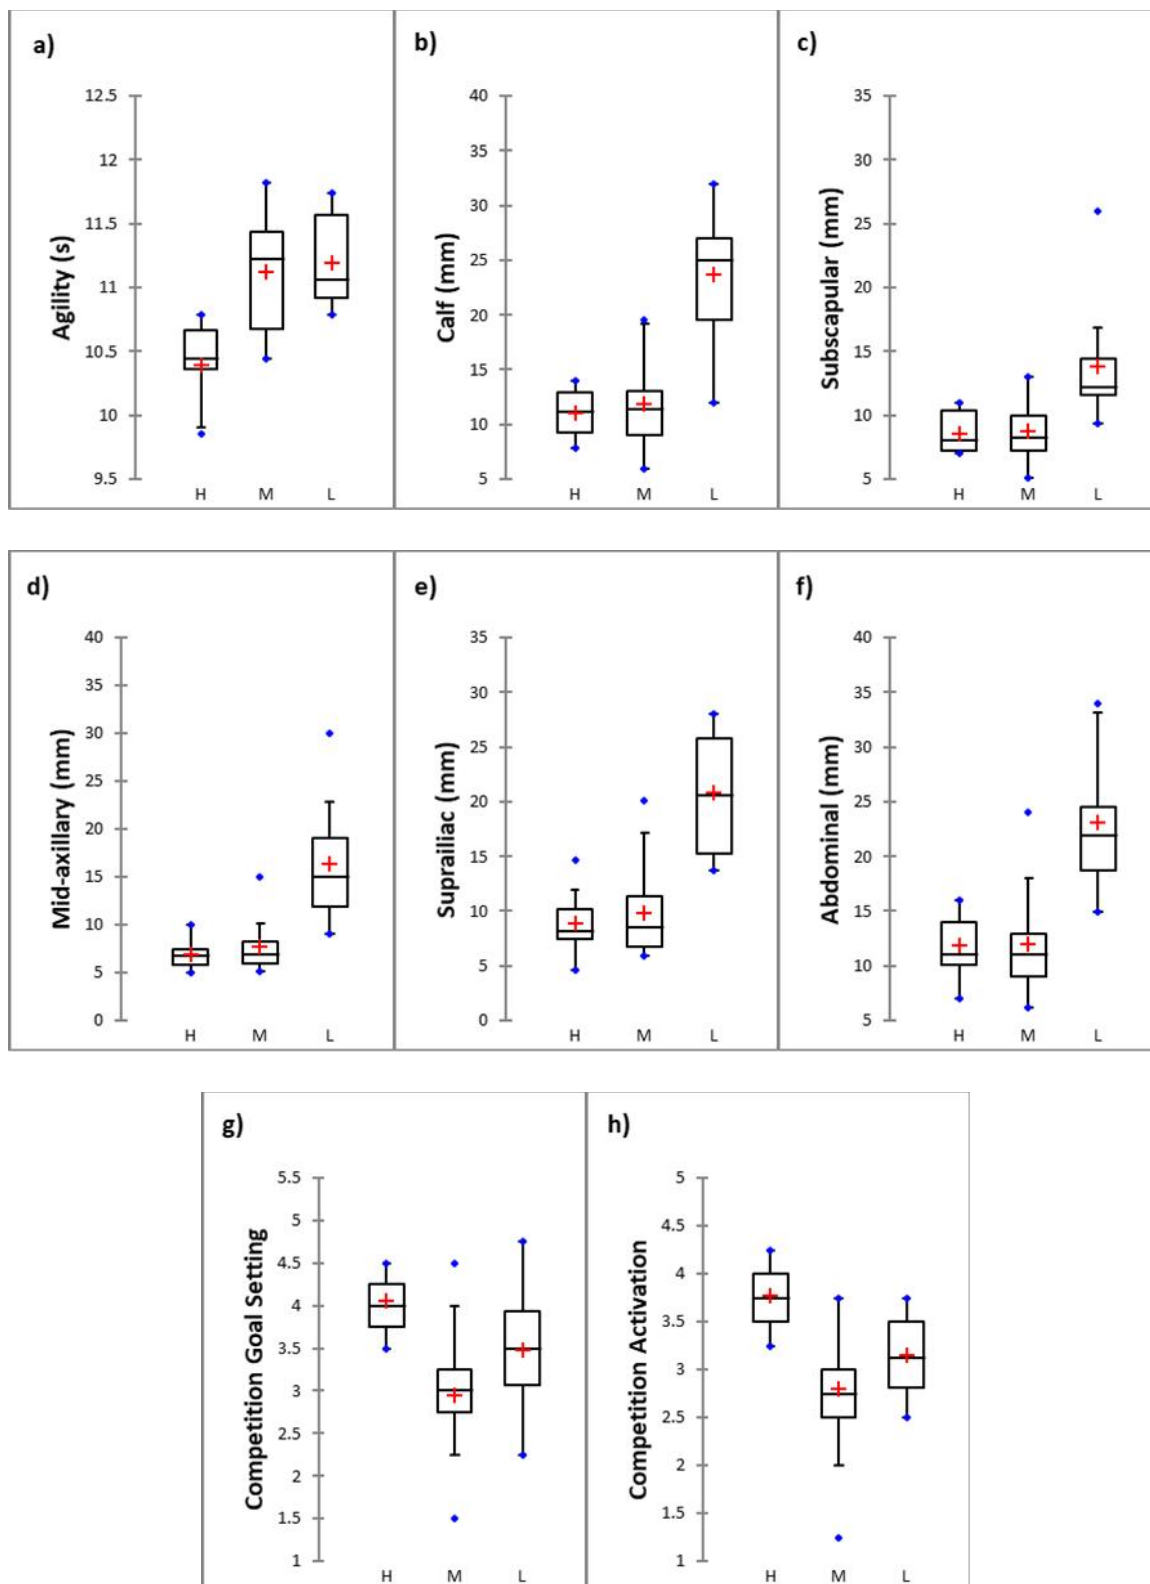 a)
Agility (s)
12.5
12
11.5
11
10.5
10
9.5
H M L
b)
Calf (mm)
40
35
30
25
20
15
10
5
H M L
c)
Subscapular (mm)
35
30
25
20
15
10
5
H M L
d)
Mid-axillary (mm)
40
35
30
25
20
15
10
5
0
H M L
e)
Suprailiac (mm)
35
30
25
20
15
10
5
0
H M L
f)
Abdominal (mm)
40
35
30
25
20
15
10
5
H M L
g)
Competition Goal Setting
5.5
5
4.5
4
3.5
3
2.5
2
1.5
1
H M L
h)
Competition Activation
5
4.5
4
3.5
3
2.5
2
1.5
1
H M L